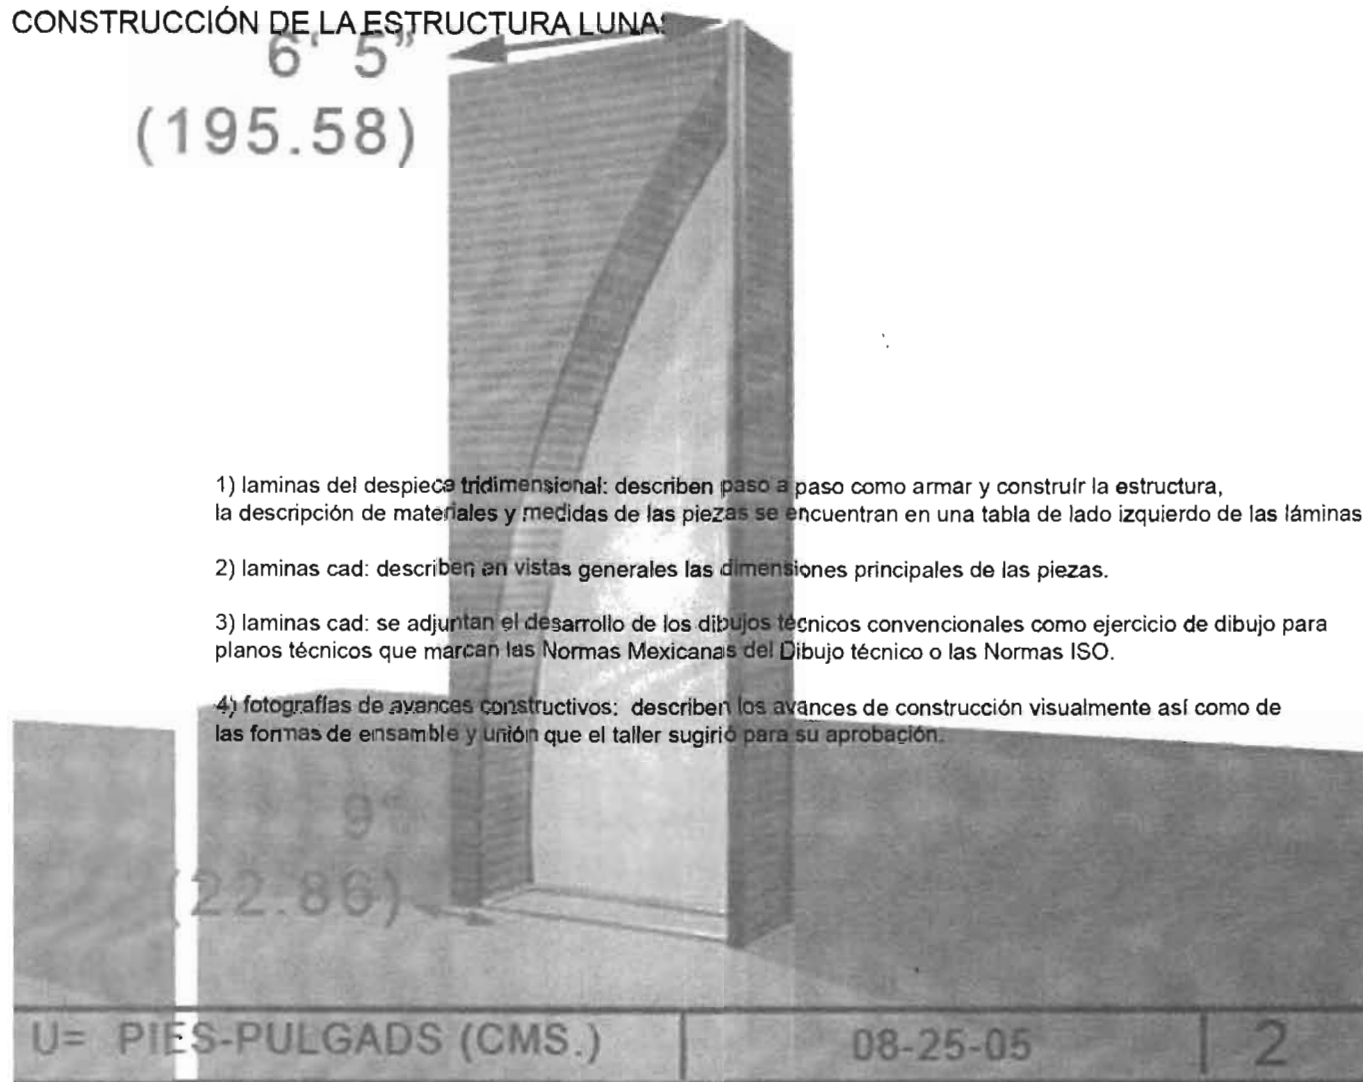 CONSTRUCCIÓN DE LA ESTRUCTURA LUNAS
6' 5"
(195.58)
1) laminas del despiece tridimensional: describen paso a paso como armar y construír la estructura,
la descripción de materiales y medidas de las piezas se encuentran en una tabla de lado izquierdo de las láminas
2) laminas cad: describen en vistas generales las dimensiones principales de las piezas.
3) laminas cad: se adjuntan el desarrollo de los dibujos técnicos convencionales como ejercicio de dibujo para
planos técnicos que marcan las Normas Mexicanas del Dibujo técnico o las Normas ISO.
4) fotografías de avances constructivos: describen los avances de construcción visualmente así como de
las formas de ensamble y unión que el taller sugirió para su aprobación.
9"
(22.86)
U= PIES-PULGADS (CMS.) 08-25-05 2